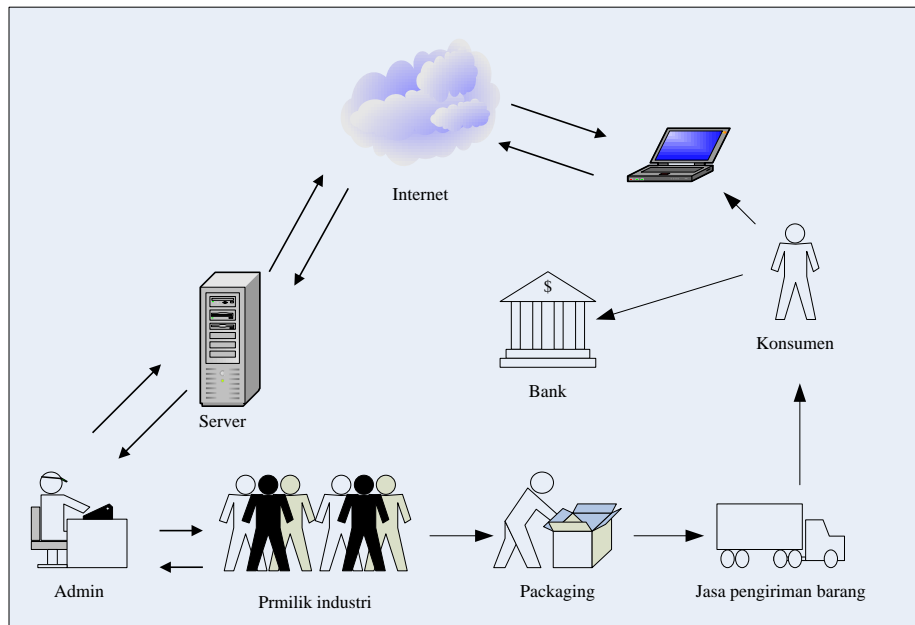 Internet
$
Konsumen
Bank
Server
Admin
Prmilik industri
Packaging
Jasa pengiriman barang